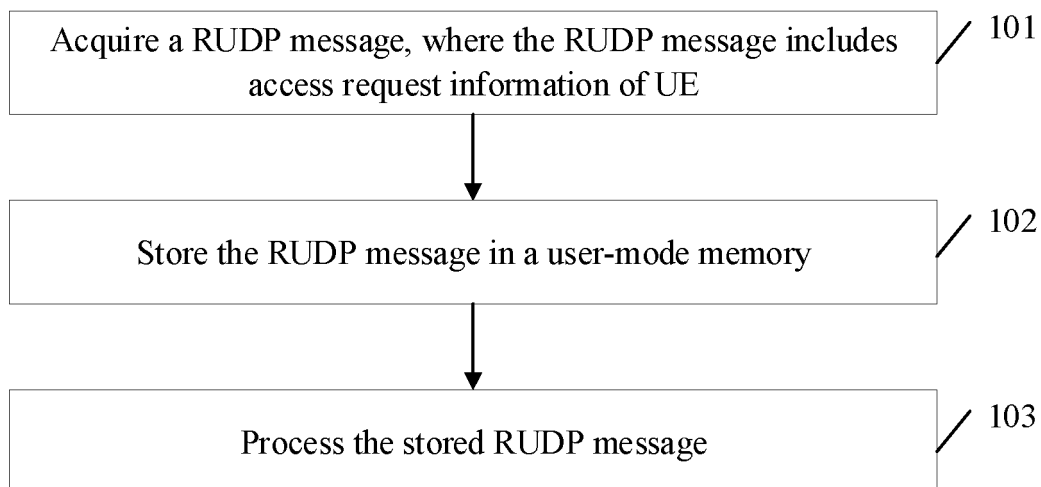 Acquire a RUDP message, where the RUDP message includes
101
access request information of UE
102
Store the RUDP message in a user-mode memory
103
Process the stored RUDP message